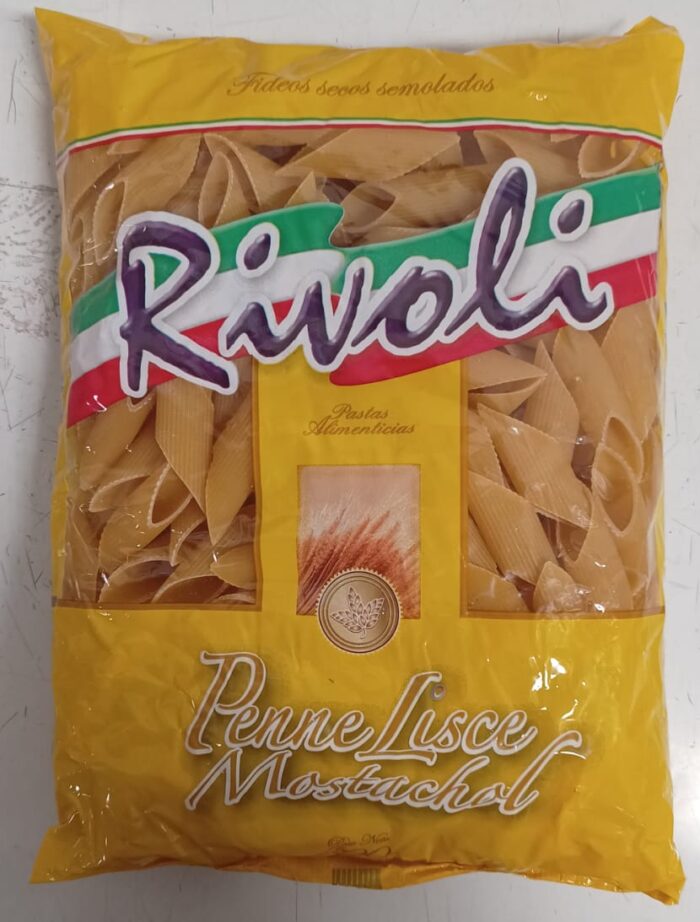 Fideos secos semolados
Rivoli
Pastas
Alimenticias
Penne Lisce
Mostachol